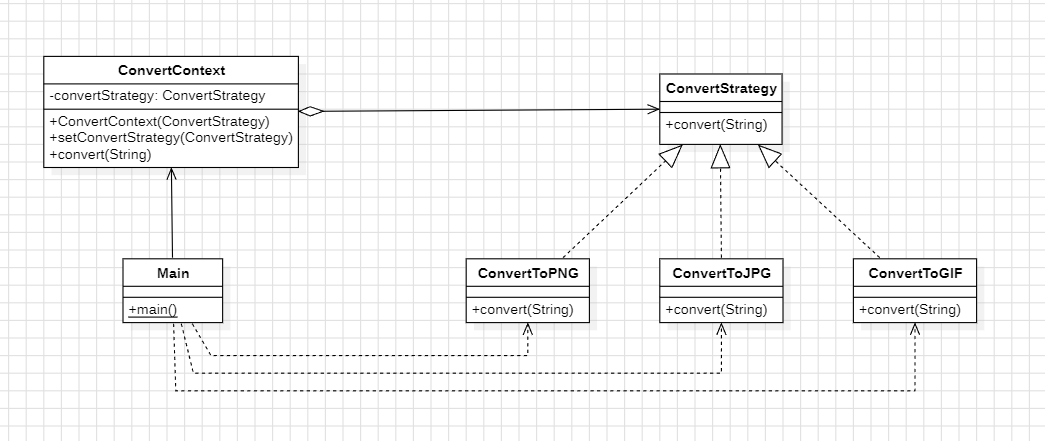 ConvertContext
-convertStrategy: ConvertStrategy
+ConvertContext(ConvertStrategy)
+setConvertStrategy(ConvertStrategy)
+convert(String)
ConvertStrategy
+convert(String)
Main
+main()
ConvertToPNG
+convert(String)
ConvertToJPG
+convert(String)
ConvertToGIF
+convert(String)